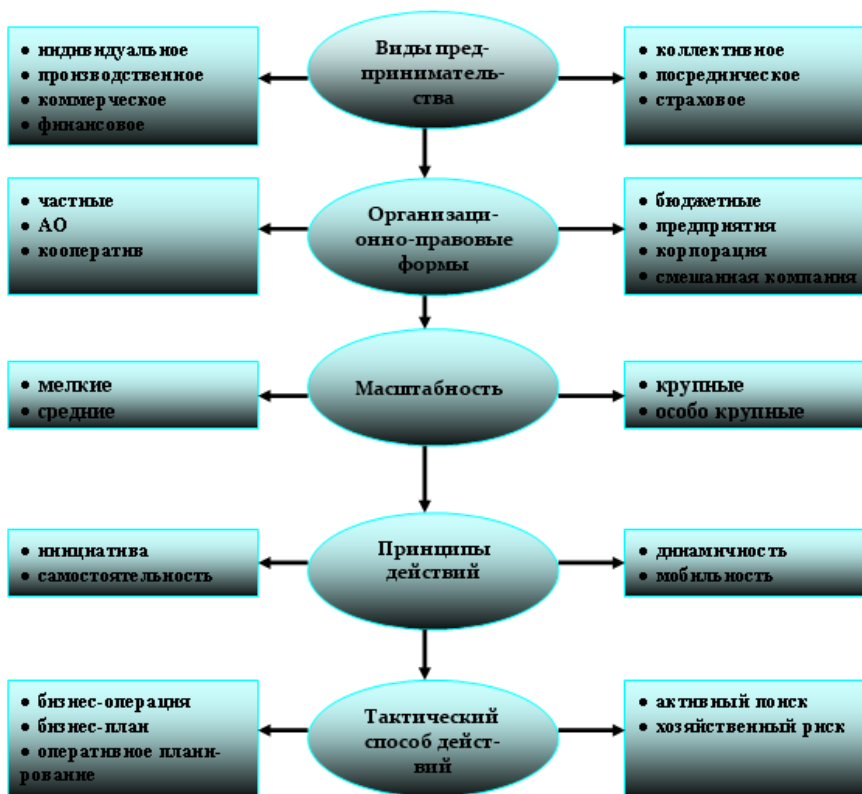 • индивидуальное
• производственное
• коммерческое
• финансовое
Виды пред-
приниматель-
ства
• коллективное
• посредническое
• страховое
• частные
• АО
• кооператив
Организаци-
онно-правовые
формы
• бюджетные
• предприятия
• корпорация
• смешанная компания
• мелкие
• средние
Масштабность
• крупные
• особо крупные
• инициатива
• самостоятельность
Принципы
действий
• динамичность
• мобильность
• бизнес-операция
• бизнес-план
• оперативное плани-
рование
Тактический
способ дейст-
вий
• активный поиск
• хозяйственный риск